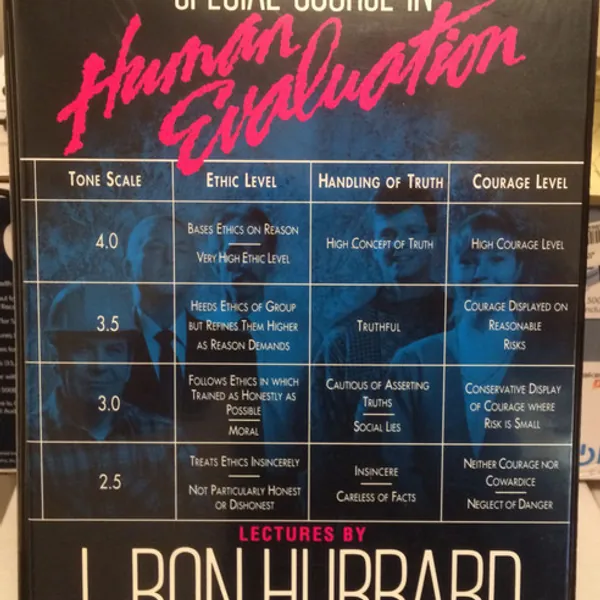 SPECIAL COURSE IN
Human
Evaluation
TONE SCALE ETHIC LEVEL HANDLING OF TRUTH COURAGE LEVEL
4.0
BASES ETHICS ON REASON
VERY HIGH ETHIC LEVEL
HIGH CONCEPT OF TRUTH
HIGH COURAGE LEVEL
3.5
HEEDS ETHICS OF GROUP
BUT REFINES THEM HIGHER
AS REASON DEMANDS
TRUTHFUL
COURAGE DISPLAYED ON
REASONABLE
RISKS
3.0
FOLLOWS ETHICS IN WHICH
TRAINED AS HONESTLY AS
POSSIBLE
MORAL
CAUTIOUS OF ASSERTING
TRUTHS
SOCIAL LIES
CONSERVATIVE DISPLAY
OF COURAGE WHERE
RISK IS SMALL
2.5
TREATS ETHICS INSINCERELY
NOT PARTICULARLY HONEST
OR DISHONEST
INSINCERE
CARELESS OF FACTS
NEITHER COURAGE NOR
COWARDICE
NEGLECT OF DANGER
LECTURES BY
L. RON HUBBARD